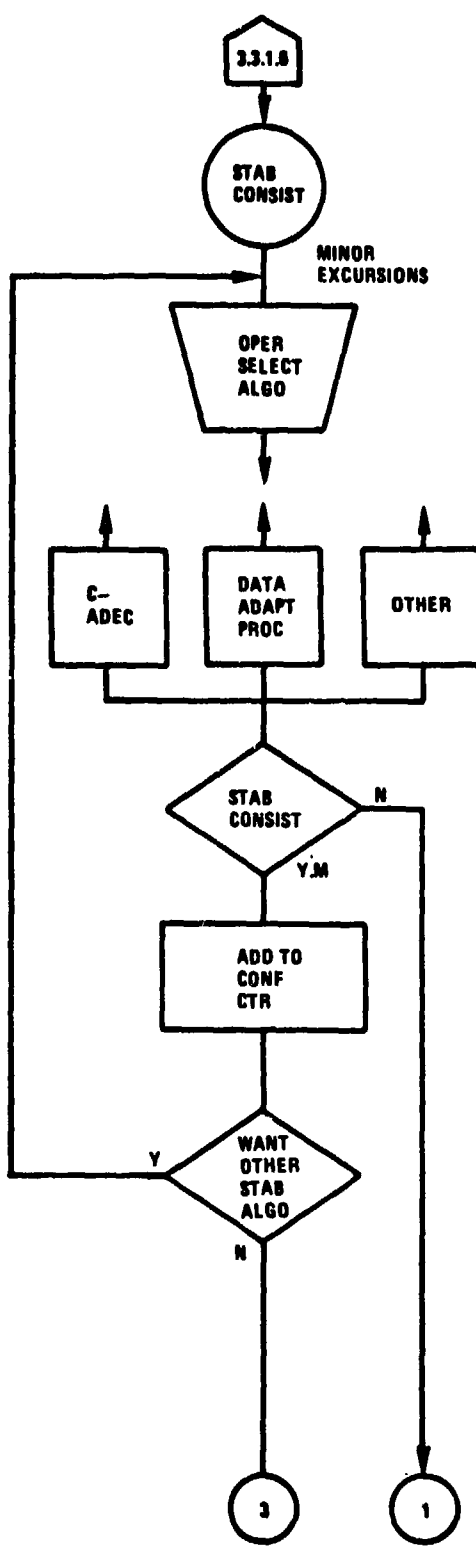 3.3.1.6
STAB
CONSIST
MINOR
EXCURSIONS
OPER
SELECT
ALGO
C-
ADEC
DATA
ADAPT
PROC
OTHER
STAB
CONSIST
N
Y.M
ADD TO
CONF
CTR
WANT
OTHER
STAB
ALGO
Y
N
3
1